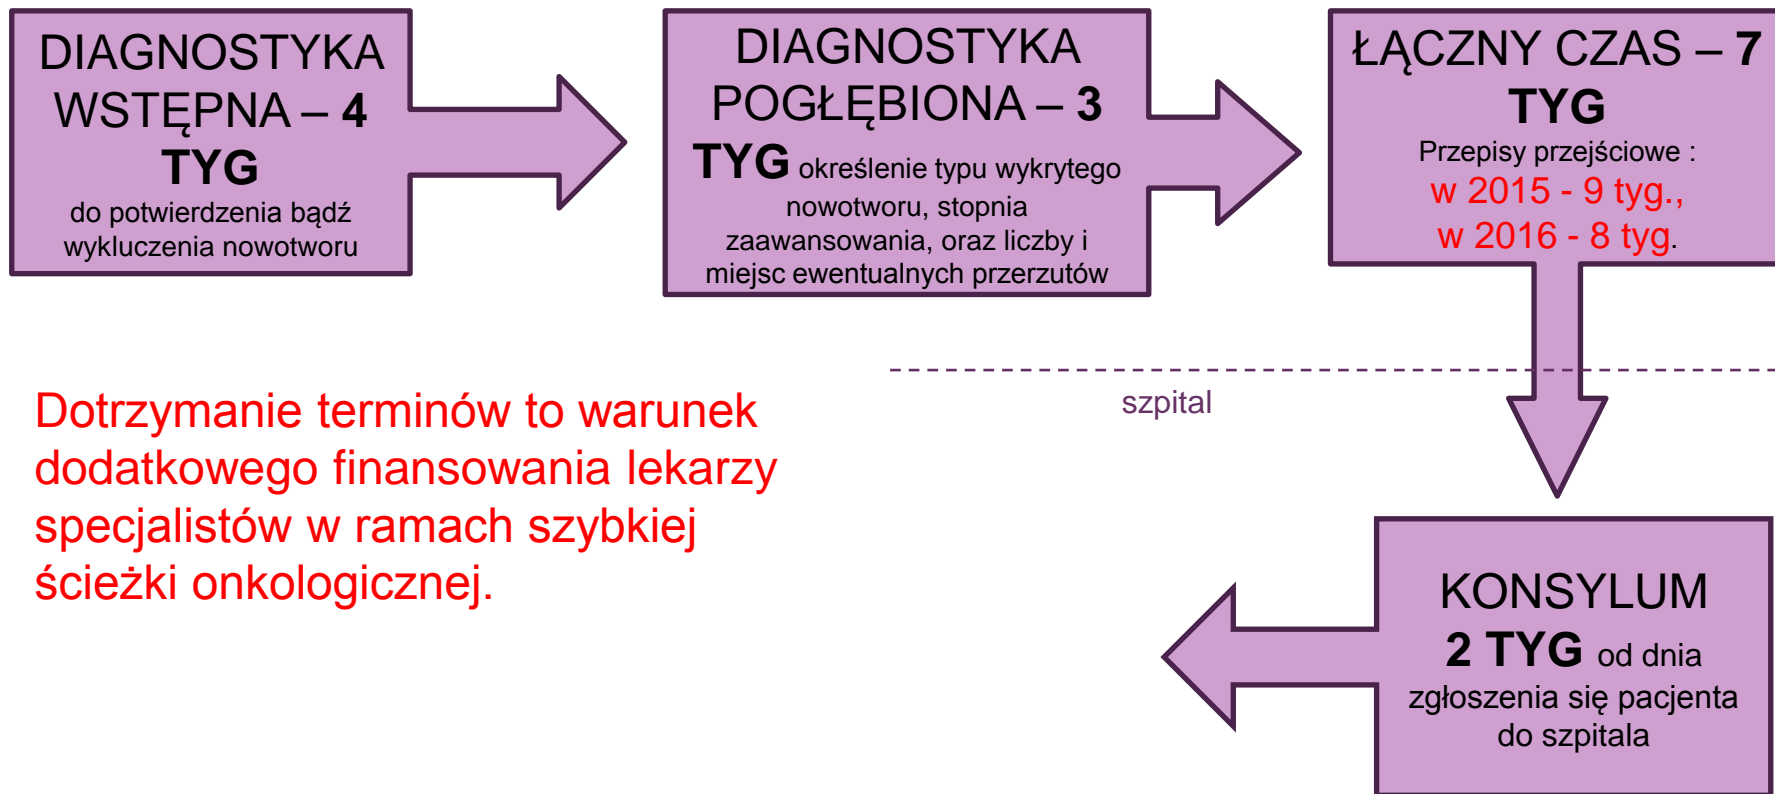 DIAGNOSTYKA
WSTĘPNA – 4
TYG
do potwierdzenia bądź
wykluczenia nowotworu
DIAGNOSTYKA
POGŁĘBIONA – 3
TYG określenie typu wykrytego
nowotworu, stopnia
zaawansowania, oraz liczby i
miejsc ewentualnych przerzutów
ŁĄCZNY CZAS – 7
TYG
Przepisy przejściowe :
w 2015 - 9 tyg.,
w 2016 - 8 tyg.
szpital
Dotrzymanie terminów to warunek
dodatkowego finansowania lekarzy
specjalistów w ramach szybkiej
ścieżki onkologicznej.
KONSYLUM
2 TYG od dnia
zgłoszenia się pacjenta
do szpitala